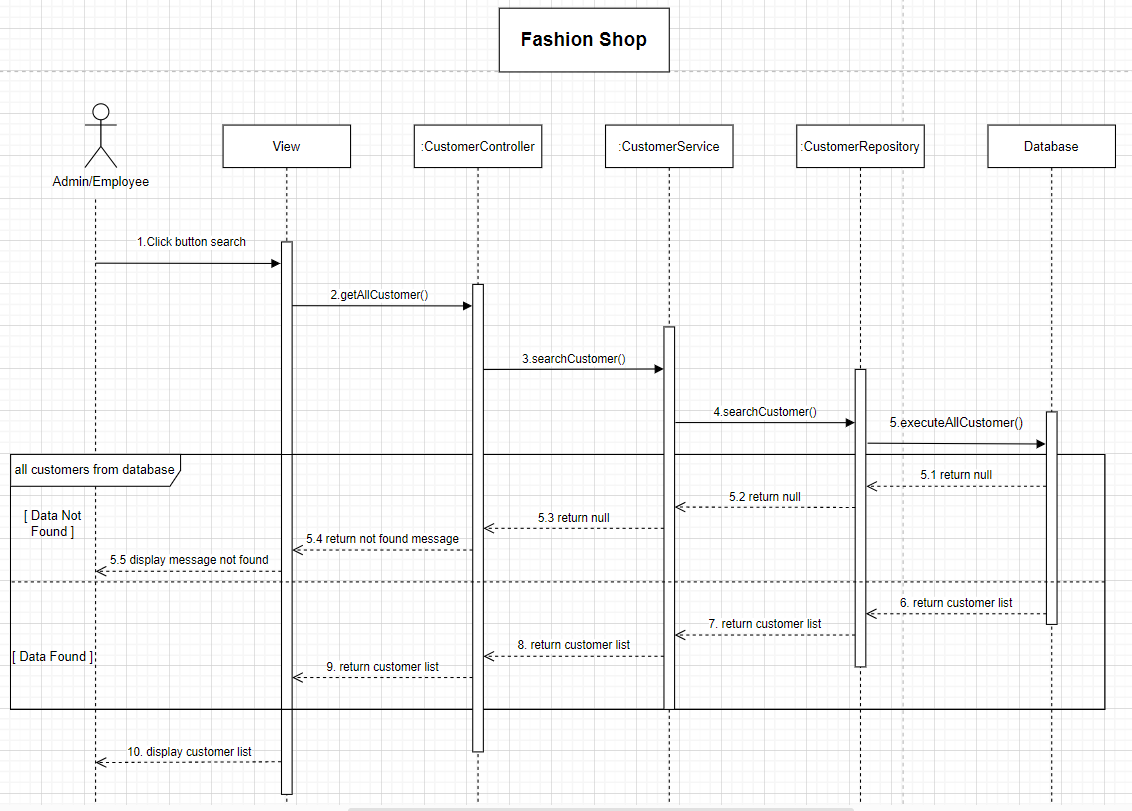 Fashion Shop
Admin/Employee
View
:CustomerController
:CustomerService
:CustomerRepository
Database
1.Click button search
2.getAllCustomer()
3.searchCustomer()
4.searchCustomer()
5.executeAllCustomer()
all customers from database
[ Data Not
Found ]
5.1 return null
5.2 return null
5.3 return null
5.4 return not found message
5.5 display message not found
6. return customer list
7. return customer list
8. return customer list
[ Data Found ]
9. return customer list
10. display customer list